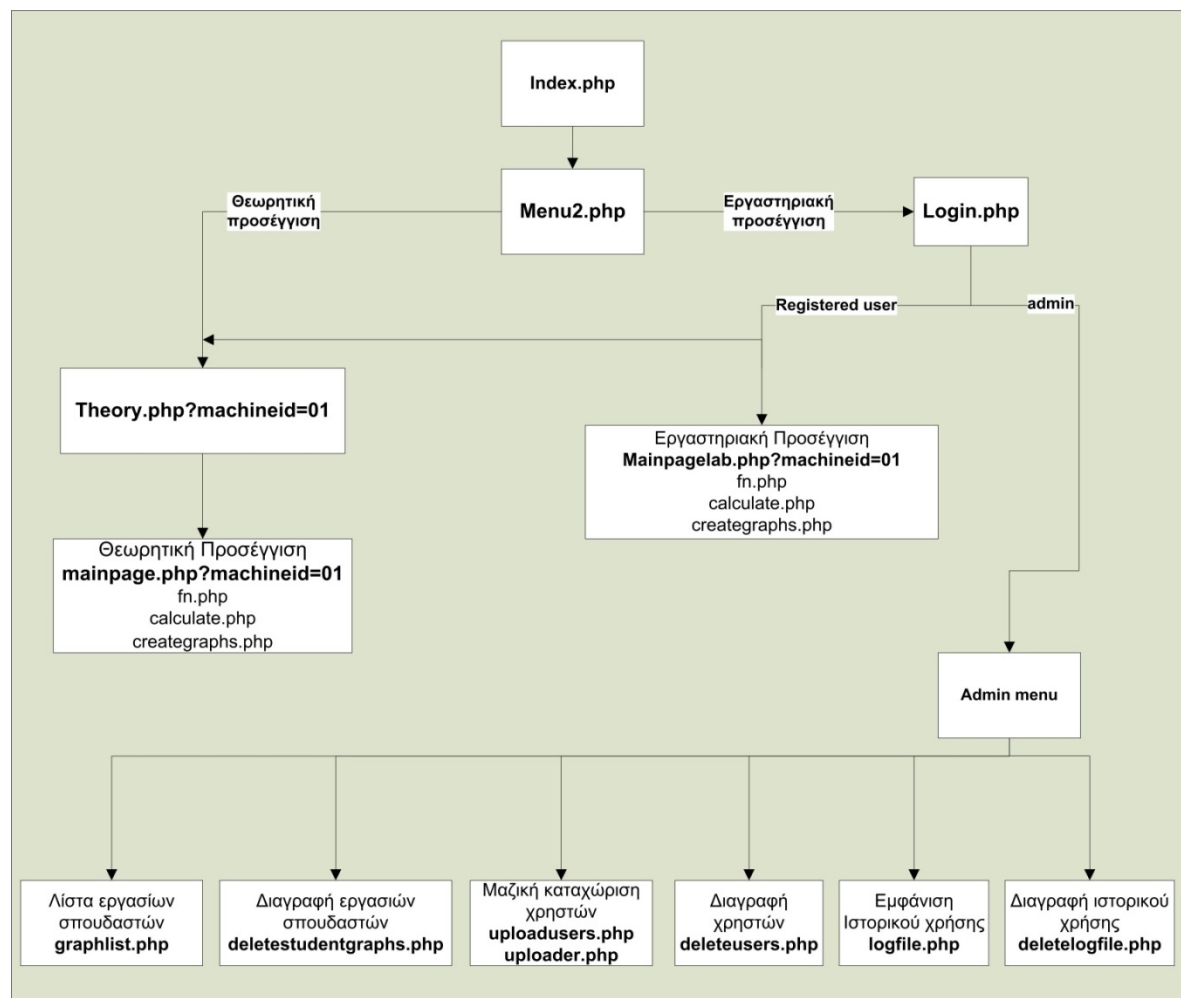 Index.php
Menu2.php
Θεωρητική
προσέγγιση
Εργαστηριακή
προσέγγιση
Login.php
Registered user
admin
Theory.php?machineid=01
Εργαστηριακή Προσέγγιση
Mainpagelab.php?machineid=01
fn.php
calculate.php
creategraphs.php
Θεωρητική Προσέγγιση
mainpage.php?machineid=01
fn.php
calculate.php
creategraphs.php
Admin menu
Λίστα εργασίων
σπουδαστών
graphlist.php
Διαγραφή εργασιών
σπουδαστών
deletestudentgraphs.php
Μαζική καταχώριση
χρηστών
uploadusers.php
uploader.php
Διαγραφή
χρηστών
deleteusers.php
Εμφάνιση
Ιστορικού χρήσης
logfile.php
Διαγραφή ιστορικού
χρήσης
deletelogfile.php